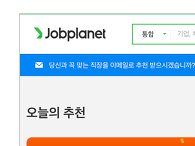 Jobplanet
통합 기업,
당신과 꼭 맞는 직장을 이메일로 추천 받으시겠습니까?
오늘의 추천